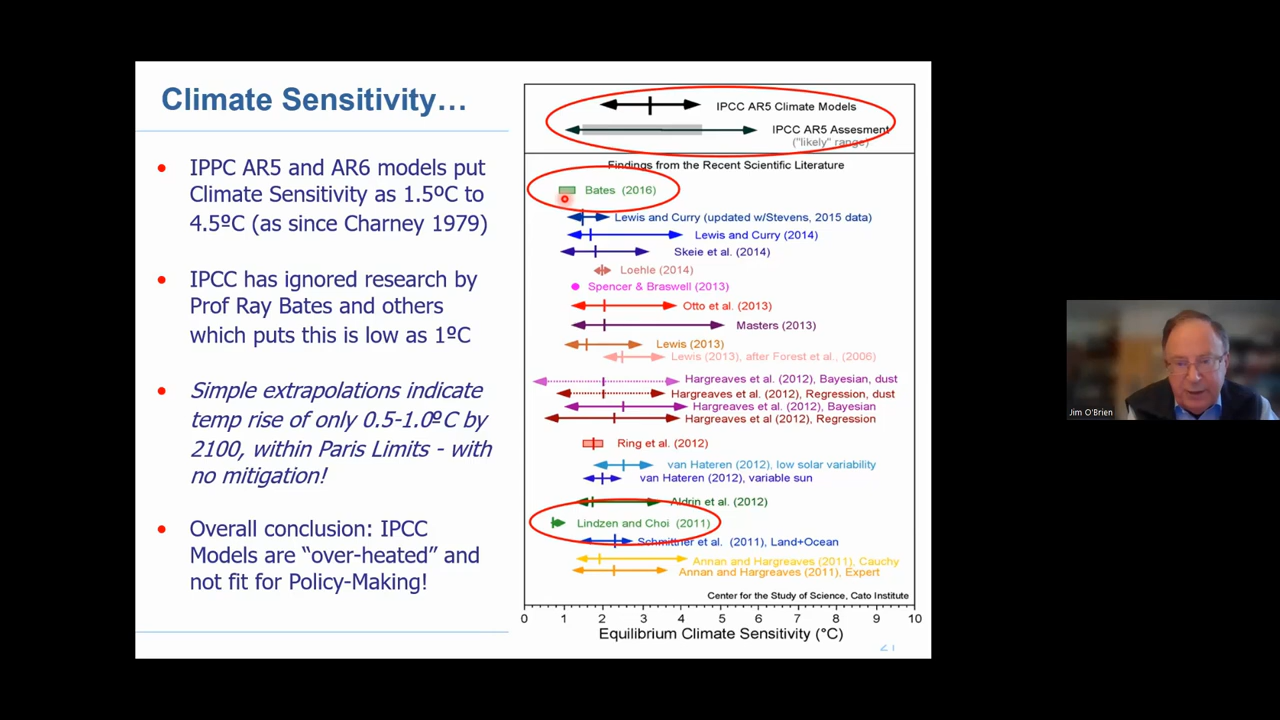 Climate Sensitivity…
IPPC AR5 and AR6 models put
Climate Sensitivity as 1.5ºC to
4.5ºC (as since Charney 1979)
IPCC has ignored research by
Prof Ray Bates and others
which puts this is low as 1ºC
Simple extrapolations indicate
temp rise of only 0.5-1.0ºC by
2100, within Paris Limits - with
no mitigation!
Overall conclusion: IPCC
Models are “over-heated” and
not fit for Policy-Making!
IPCC AR5 Climate Models
IPCC AR5 Assesment
("likely" range)
Findings from the Recent Scientific Literature
Bates (2016)
Lewis and Curry (updated w/Stevens, 2015 data)
Lewis and Curry (2014)
Skeie et al. (2014)
Loehle (2014)
Spencer & Braswell (2013)
Otto et al. (2013)
Masters (2013)
Lewis (2013)
Lewis (2013), after Forest et al., (2006)
Hargreaves et al. (2012), Bayesian, dust
Hargreaves et al. (2012), Regression, dust
Hargreaves et al. (2012), Bayesian
Hargreaves et al (2012), Regression
Ring et al. (2012)
van Hateren (2012), low solar variability
van Hateren (2012), variable sun
Aldrin et al. (2012)
Lindzen and Choi (2011)
Schmittner et al. (2011), Land+Ocean
Annan and Hargreaves (2011), Cauchy
Annan and Hargreaves (2011), Expert
Center for the Study of Science, Cato Institute
0 1 2 3 4 5 6 7 8 9 10
Equilibrium Climate Sensitivity (°C)
21
Jim O'Brien